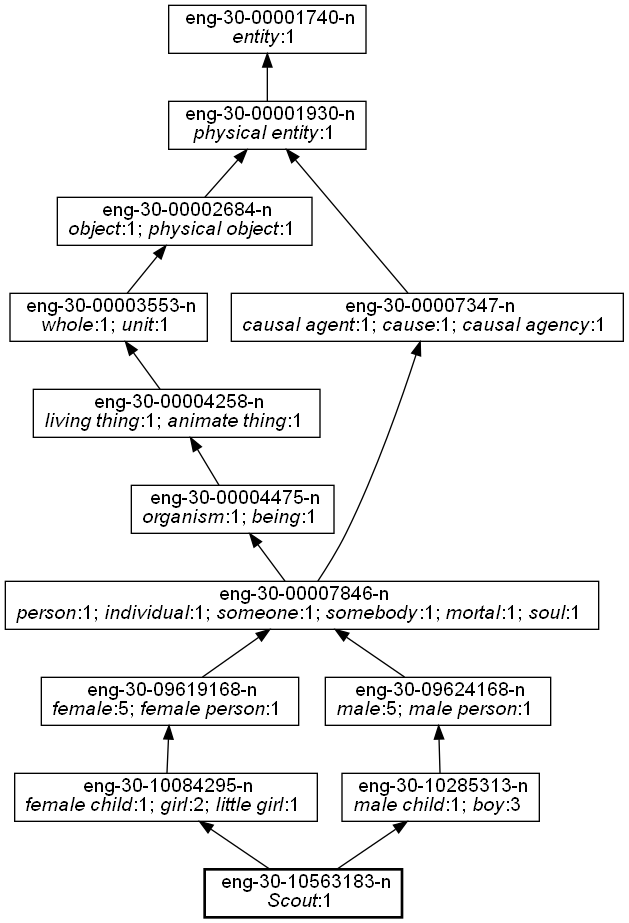 eng-30-00001740-n
entity:1
eng-30-00001930-n
physical entity:1
eng-30-00002684-n
object:1; physical object:1
eng-30-00003553-n
whole:1; unit:1
eng-30-00007347-n
causal agent:1; cause:1; causal agency:1
eng-30-00004258-n
living thing:1; animate thing:1
eng-30-00004475-n
organism:1; being:1
eng-30-00007846-n
person:1; individual:1; someone:1; somebody:1; mortal:1; soul:1
eng-30-09619168-n
female:5; female person:1
eng-30-09624168-n
male:5; male person:1
eng-30-10084295-n
female child:1; girl:2; little girl:1
eng-30-10285313-n
male child:1; boy:3
eng-30-10563183-n
Scout:1